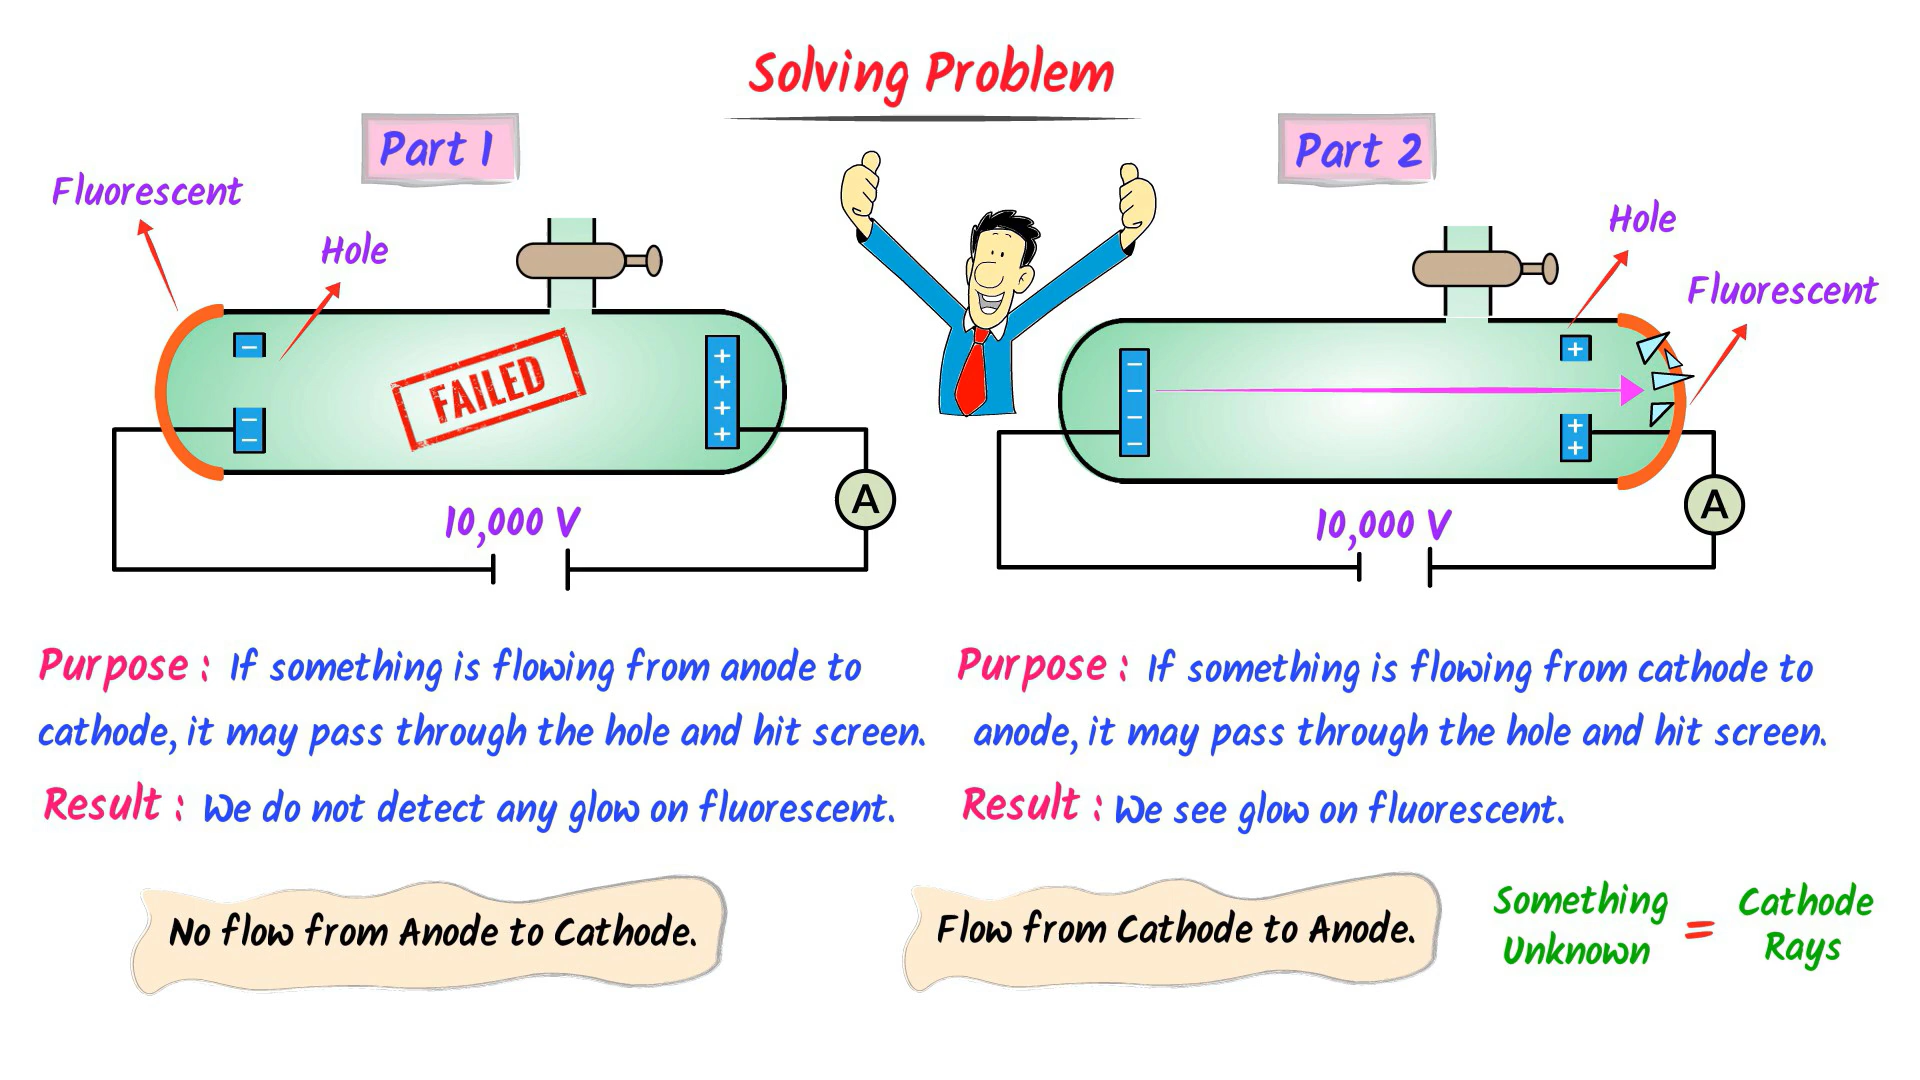 Solving Problem
Part 1
Fluorescent
Hole
FAILED
A
10,000 V
Purpose : If something is flowing from anode to
cathode, it may pass through the hole and hit screen.
Result : We do not detect any glow on fluorescent.
No flow from Anode to Cathode.
Part 2
Hole
Fluorescent
A
10,000 V
Purpose : If something is flowing from cathode to
anode, it may pass through the hole and hit screen.
Result : We see glow on fluorescent.
Flow from Cathode to Anode.
Something
Unknown
=
Cathode
Rays